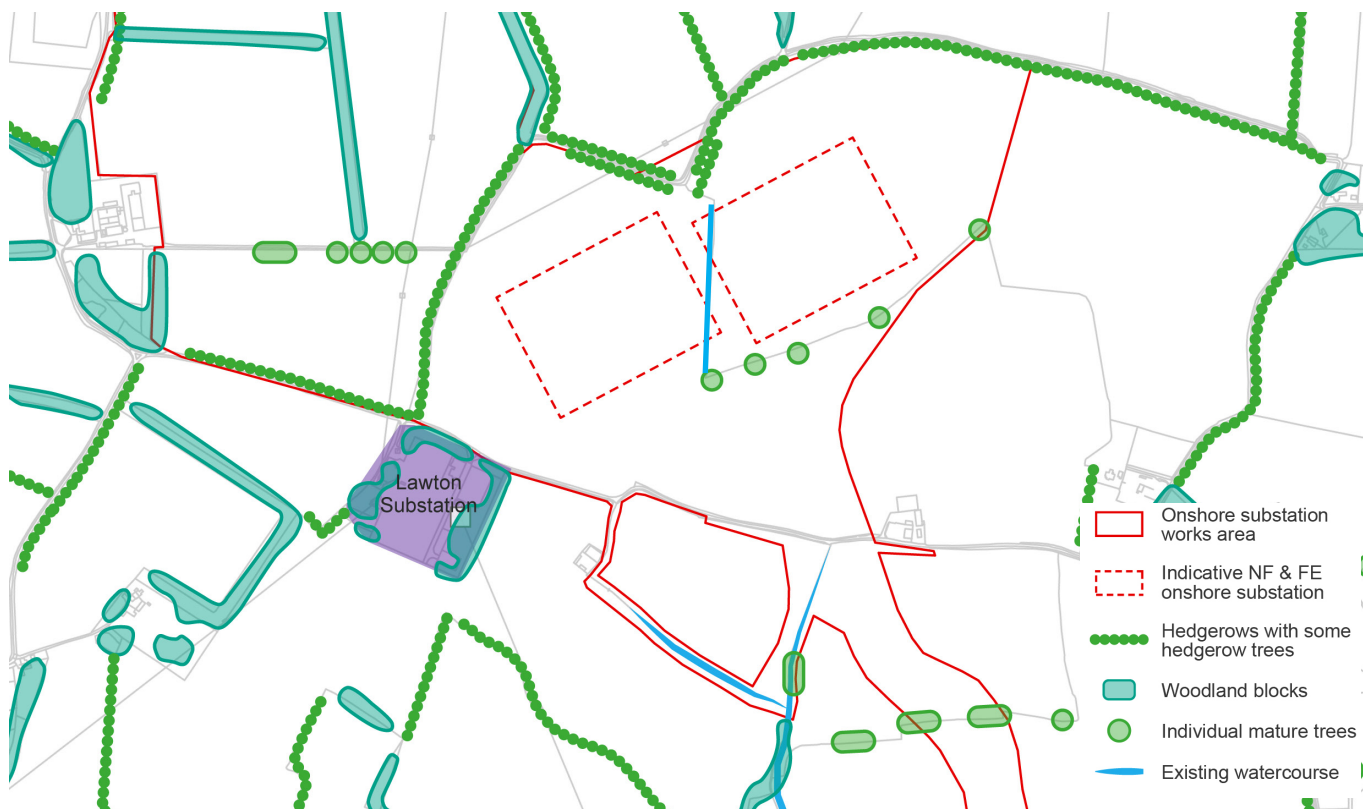 Lawton
Substation
Onshore substation
works area
Indicative NF & FE
onshore substation
Hedgerows with some
hedgerow trees
Woodland blocks
Individual mature trees
Existing watercourse